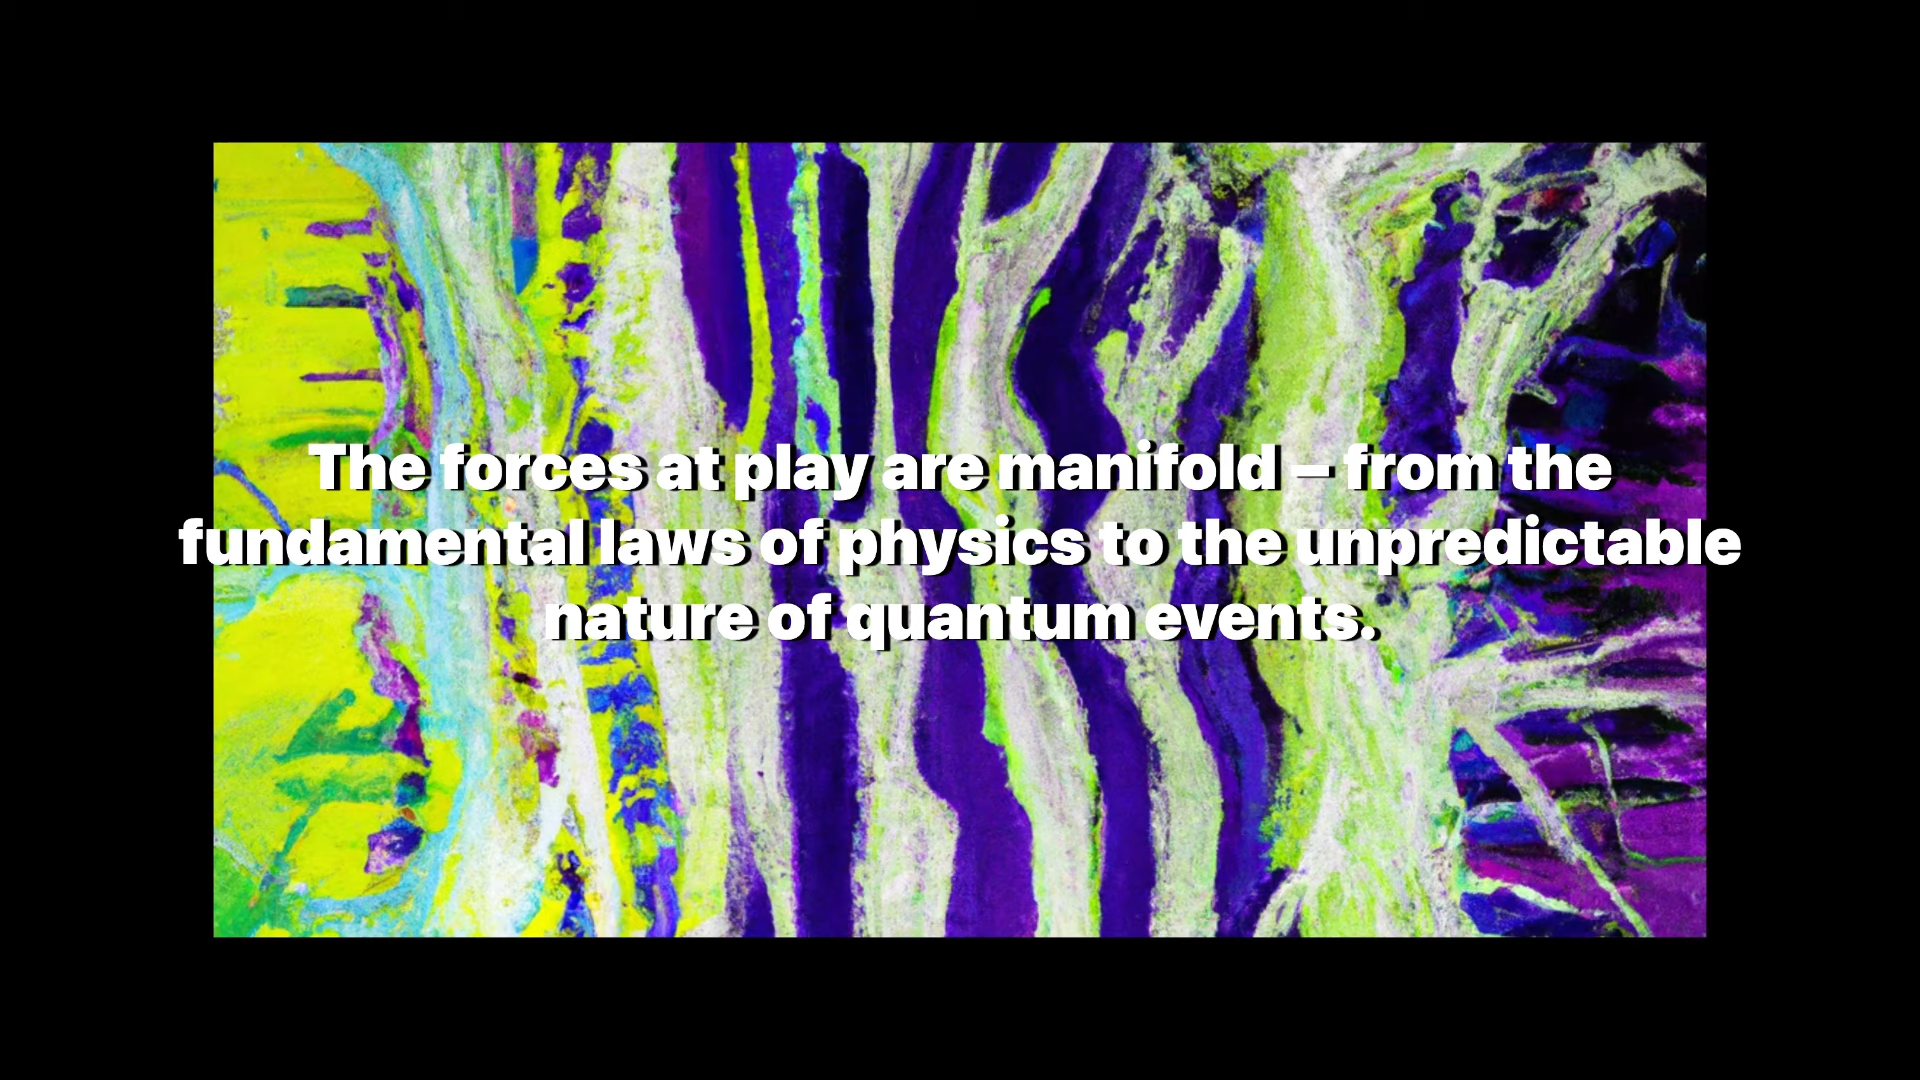 The forces at play are manifold – from the
fundamental laws of physics to the unpredictable
nature of quantum events.